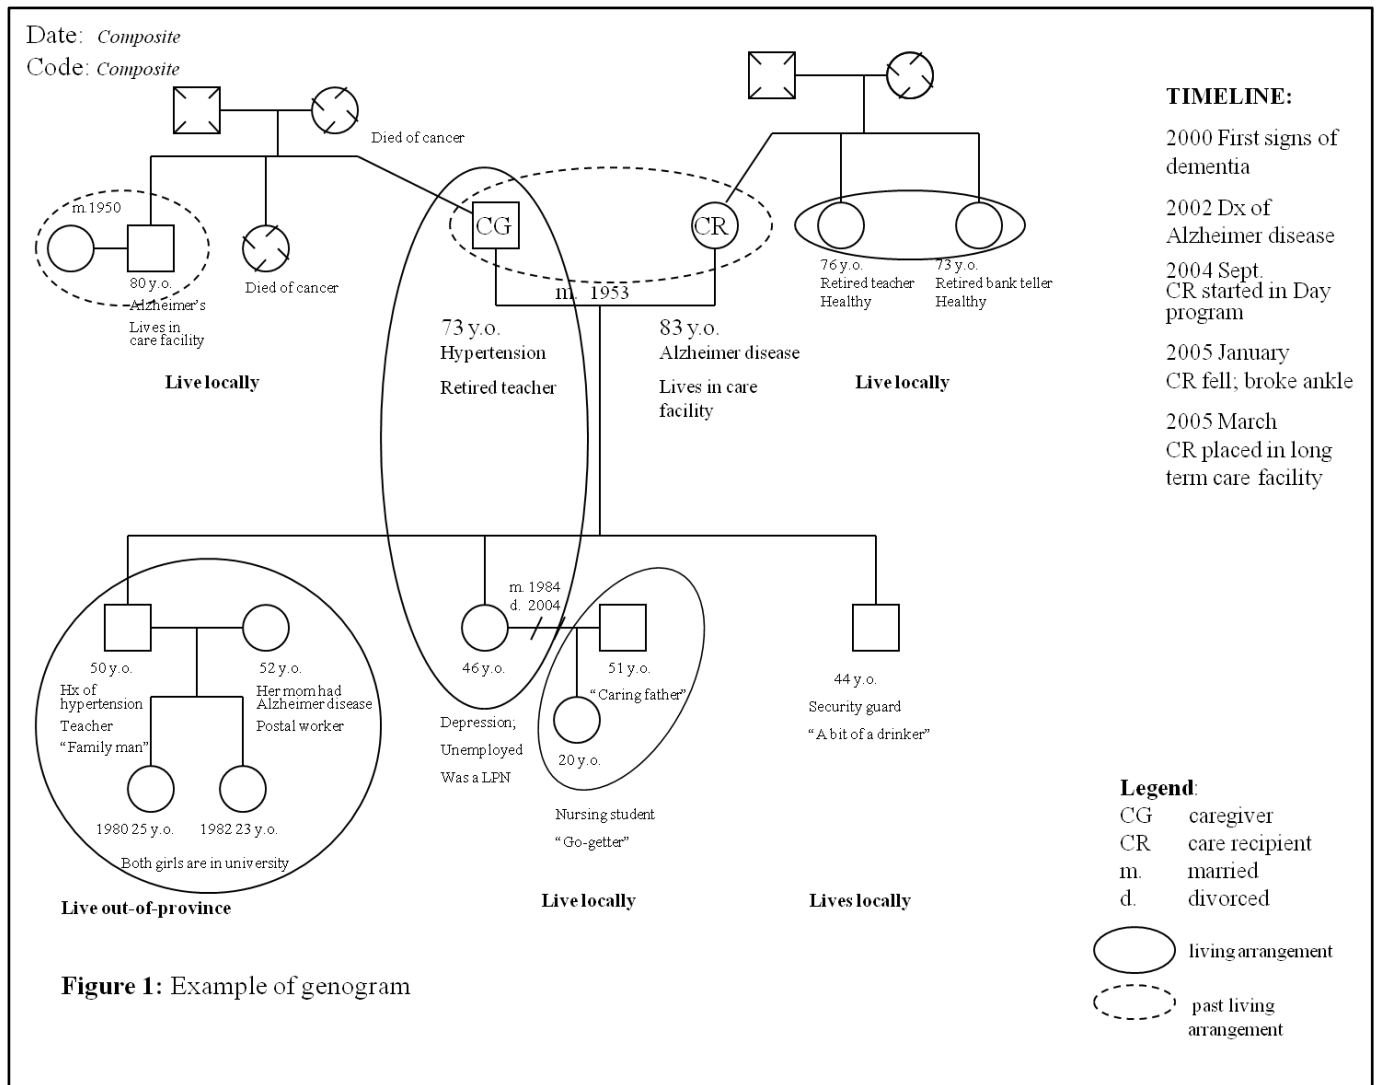 Date: Composite
Code: Composite
Died of cancer
m.1950
80 y.o.
Alzheimer's
Lives in
care facility
Died of cancer
Live locally
CG
CR
m. 1953
73 y.o.
Hypertension
Retired teacher
83 y.o.
Alzheimer disease
Lives in care
facility
76 y.o.
Retired teacher
Healthy
73 y.o.
Retired bank teller
Healthy
Live locally
TIMELINE:
2000 First signs of
dementia
2002 Dx of
Alzheimer disease
2004 Sept.
CR started in Day
program
2005 January
CR fell; broke ankle
2005 March
CR placed in long
term care facility
50 y.o.
Hx of
hypertension
Teacher
“Family man”
52 y.o.
Her mom had
Alzheimer disease
Postal worker
1980 25 y.o.
1982 23 y.o.
Both girls are in university
Live out-of-province
m. 1984
d. 2004
46 y.o.
Depression;
Unemployed
Was a LPN
51 y.o.
“Caring father”
20 y.o.
Nursing student
“Go-getter”
Live locally
44 y.o.
Security guard
“A bit of a drinker”
Lives locally
Legend:
CG caregiver
CR care recipient
m. married
d. divorced
living arrangement
past living
arrangement
Figure 1: Example of genogram